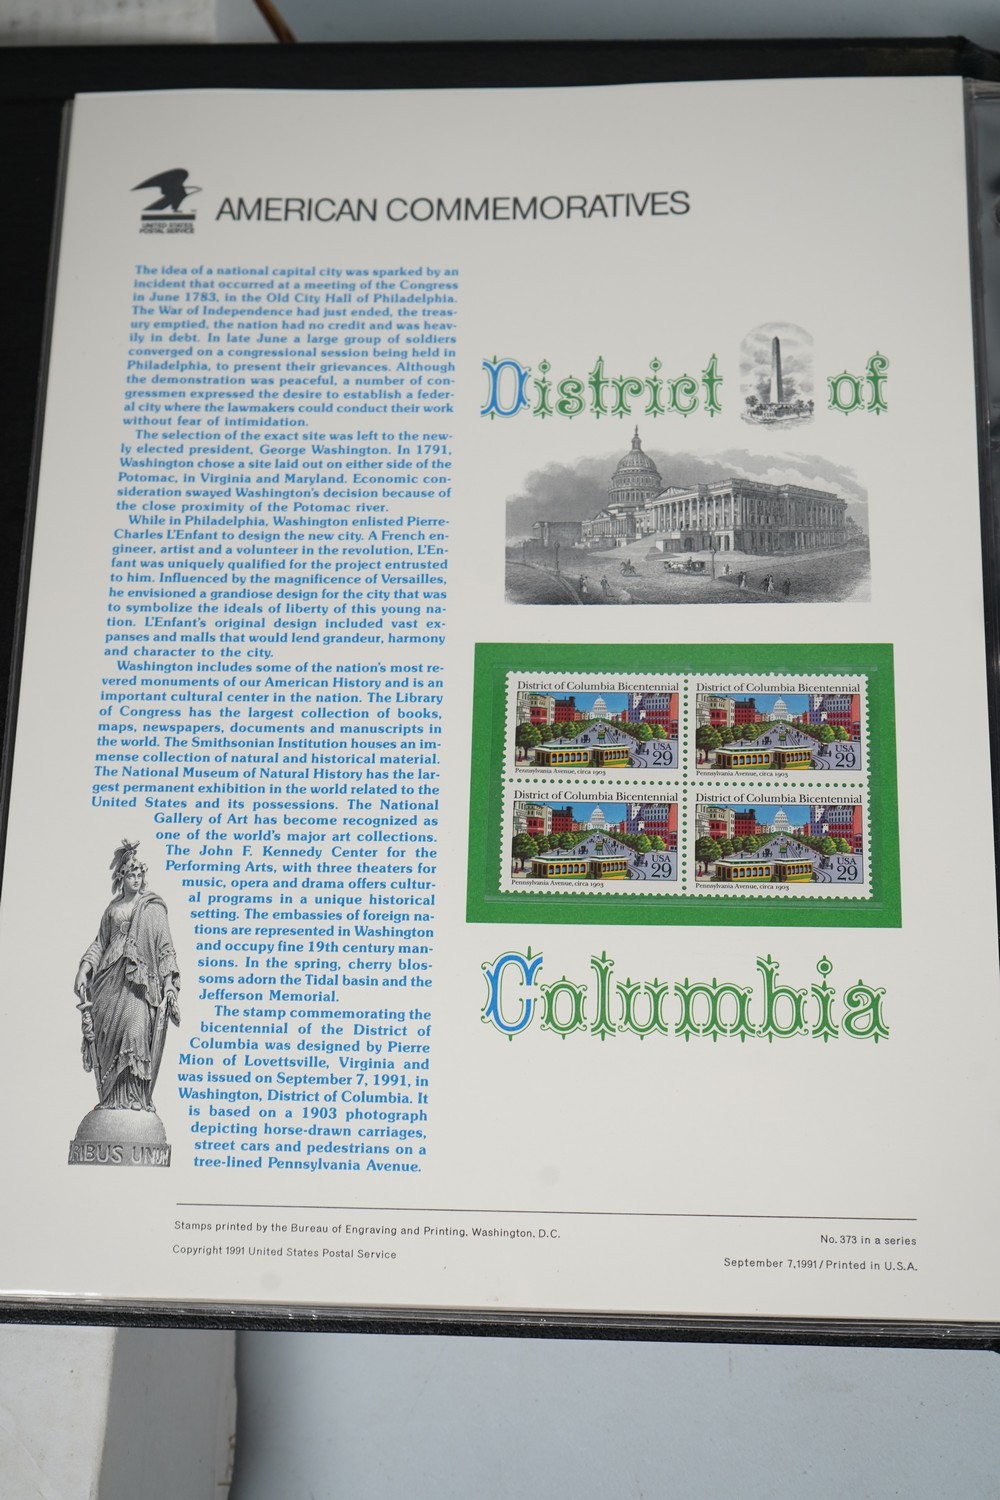 UNITED STATES
POSTAL SERVICE
AMERICAN COMMEMORATIVES
The idea of a national capital city was sparked by an
incident that occurred at a meeting of the Congress
in June 1783, in the Old City Hall of Philadelphia.
The War of Independence had just ended, the treas-
ury emptied, the nation had no credit and was heav-
ily in debt. In late June a large group of soldiers
converged on a congressional session being held in
Philadelphia, to present their grievances. Although
the demonstration was peaceful, a number of con-
gressmen expressed the desire to establish a feder-
al city where the lawmakers could conduct their work
without fear of intimidation.
The selection of the exact site was left to the new-
ly elected president, George Washington. In 1791,
Washington chose a site laid out on either side of the
Potomac, in Virginia and Maryland. Economic con-
sideration swayed Washington's decision because of
the close proximity of the Potomac river.
While in Philadelphia, Washington enlisted Pierre-
Charles L'Enfant to design the new city. A French en-
gineer, artist and a volunteer in the revolution, L'En-
fant was uniquely qualified for the project entrusted
to him. Influenced by the magnificence of Versailles,
he envisioned a grandiose design for the city that was
to symbolize the ideals of liberty of this young na-
tion. L'Enfant's original design included vast ex-
panses and malls that would lend grandeur, harmony
and character to the city.
Washington includes some of the nation's most re-
vered monuments of our American History and is an
important cultural center in the nation. The Library
of Congress has the largest collection of books,
maps, newspapers, documents and manuscripts in
the world. The Smithsonian Institution houses an im-
mense collection of natural and historical material.
The National Museum of Natural History has the lar-
gest permanent exhibition in the world related to the
United States and its possessions. The National
Gallery of Art has become recognized as
one of the world's major art collections.
The John F. Kennedy Center for the
Performing Arts, with three theaters for
music, opera and drama offers cultur-
al programs in a unique historical
setting. The embassies of foreign na-
tions are represented in Washington
and occupy fine 19th century man-
sions. In the spring, cherry blos-
soms adorn the Tidal basin and the
Jefferson Memorial.
The stamp commemorating the
bicentennial of the District of
Columbia was designed by Pierre
Mion of Lovettsville, Virginia and
was issued on September 7, 1991, in
Washington, District of Columbia. It
is based on a 1903 photograph
depicting horse-drawn carriages,
street cars and pedestrians on a
tree-lined Pennsylvania Avenue.
RIBUS UNUM
District of
District of Columbia Bicentennial
USA
29
Pennsylvania Avenue, circa 1903
District of Columbia Bicentennial
USA
29
Pennsylvania Avenue, circa 1903
District of Columbia Bicentennial
USA
29
Pennsylvania Avenue, circa 1903
District of Columbia Bicentennial
USA
29
Pennsylvania Avenue, circa 1903
Columbia
Stamps printed by the Bureau of Engraving and Printing, Washington, D.C.
Copyright 1991 United States Postal Service
No. 373 in a series
September 7, 1991/Printed in U.S.A.